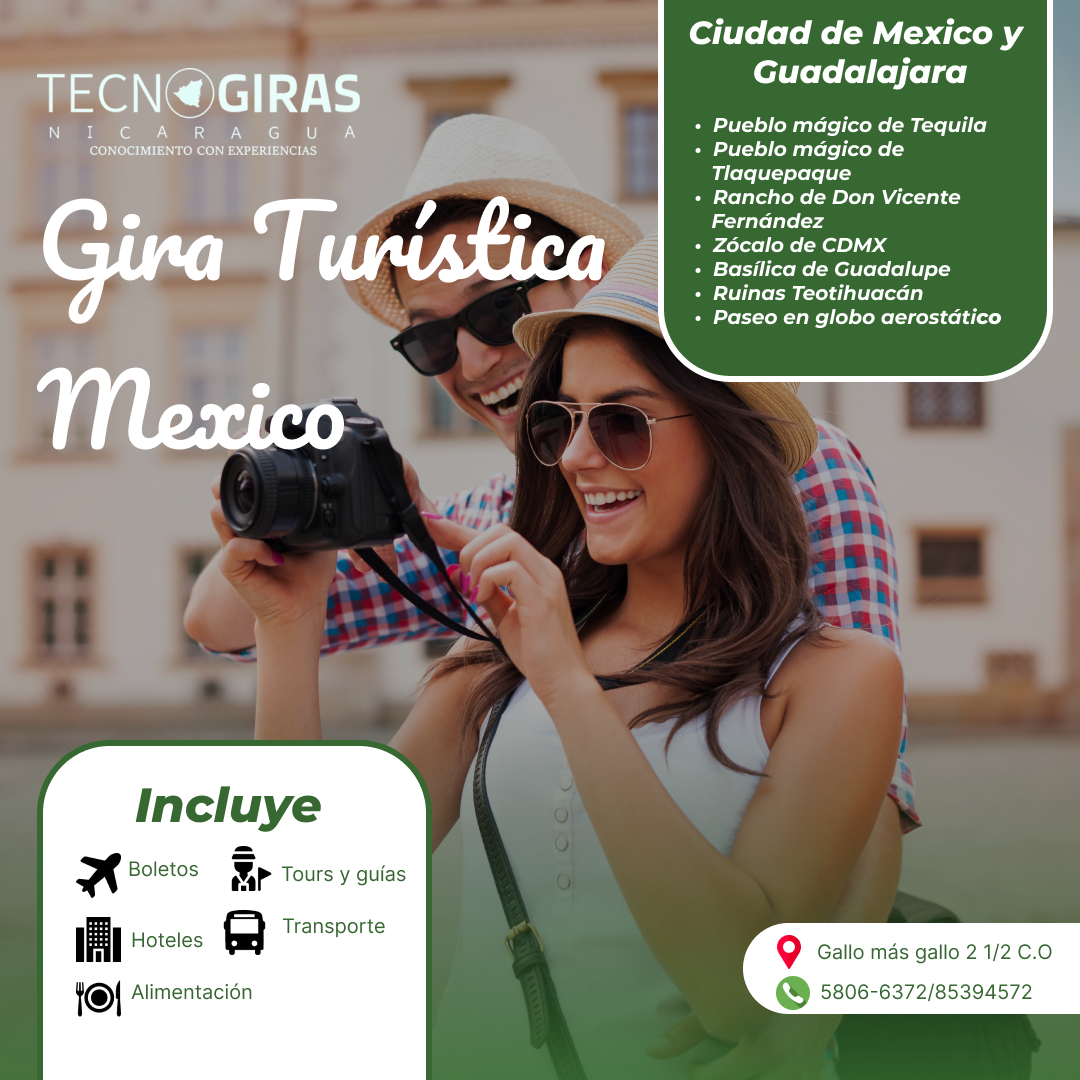 TECNOGIRAS
NICARAGUA
CONOCIMIENTO CON EXPERIENCIAS
Gira Turística
Mexico
Ciudad de Mexico y
Guadalajara
• Pueblo mágico de Tequila
• Pueblo mágico de
Tlaquepaque
• Rancho de Don Vicente
Fernández
• Zócalo de CDMX
• Basílica de Guadalupe
• Ruinas Teotihuacán
• Paseo en globo aerostático
Incluye
Boletos
Tours y guías
Hoteles
Transporte
Alimentación
Gallo más gallo 2 1/2 C.O
5806-6372/85394572